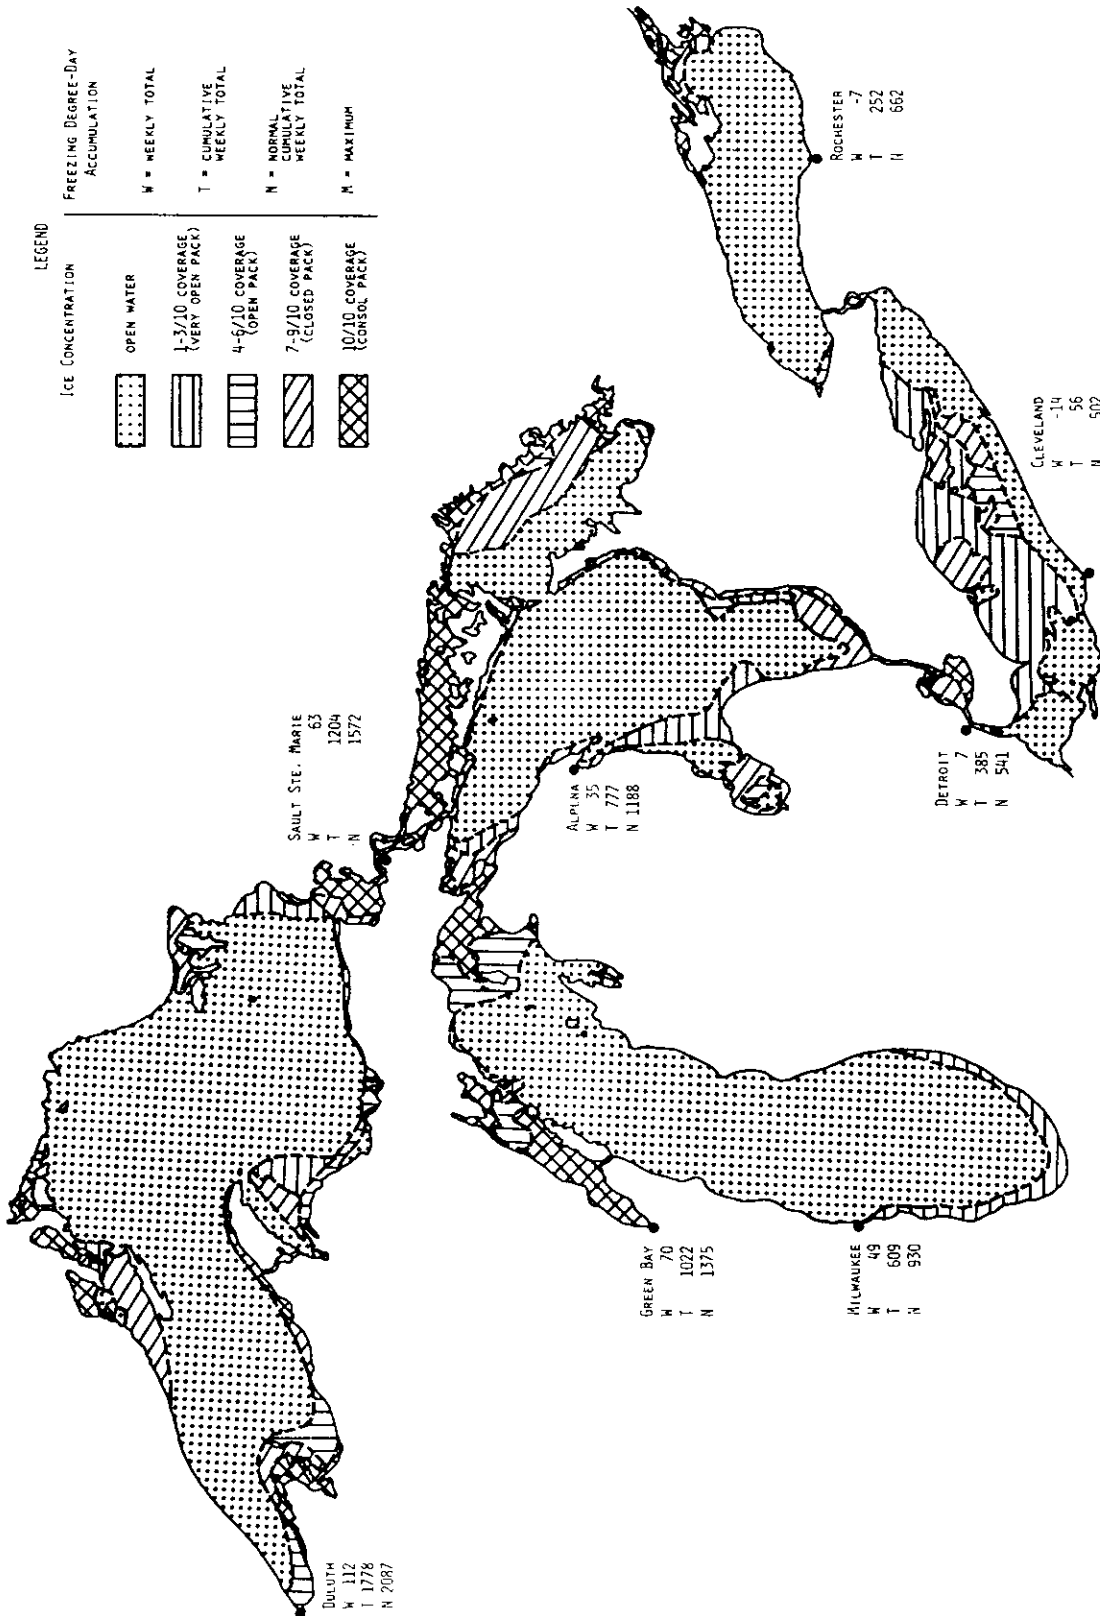 LEGEND
ICE CONCENTRATION
FREEZING DEGREE-DAY
ACCUMULATION
OPEN WATER
1-3/10 COVERAGE
(VERY OPEN PACK)
4-6/10 COVERAGE
(OPEN PACK)
7-9/10 COVERAGE
(CLOSED PACK)
10/10 COVERAGE
(CONSOL PACK)
W = WEEKLY TOTAL
T = CUMULATIVE
WEEKLY TOTAL
N = NORMAL
CUMULATIVE
WEEKLY TOTAL
M = MAXIMUM
DULUTH
W 112
T 1778
N 2087
SAULT STE. MARIE
W 63
T 1204
N 1572
GREEN BAY
W 70
T 1022
N 1375
MILWAUKEE
W 49
T 609
N 930
ALPENA
W 35
T 777
N 1188
DETROIT
W 7
T 385
N 541
CLEVELAND
W -14
T 56
N 502
ROCHESTER
W -7
T 252
N 662